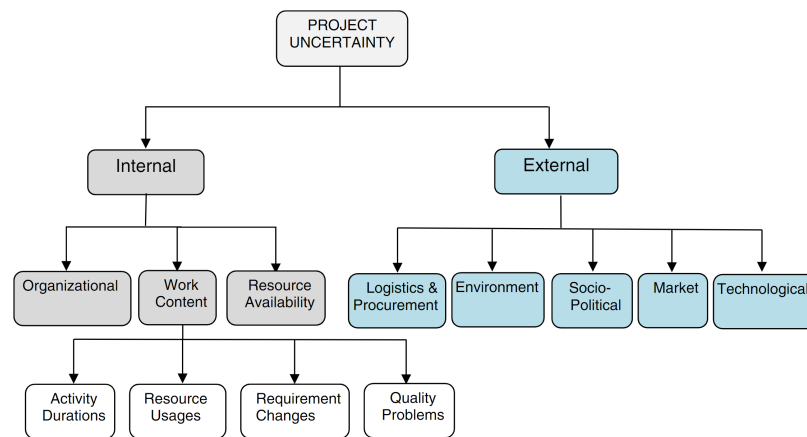 PROJECT
UNCERTAINTY
Internal
External
Organizational
Work
Content
Resource
Availability
Logistics &
Procurement
Environment
Socio-
Political
Market
Technological
Activity
Durations
Resource
Usages
Requirement
Changes
Quality
Problems